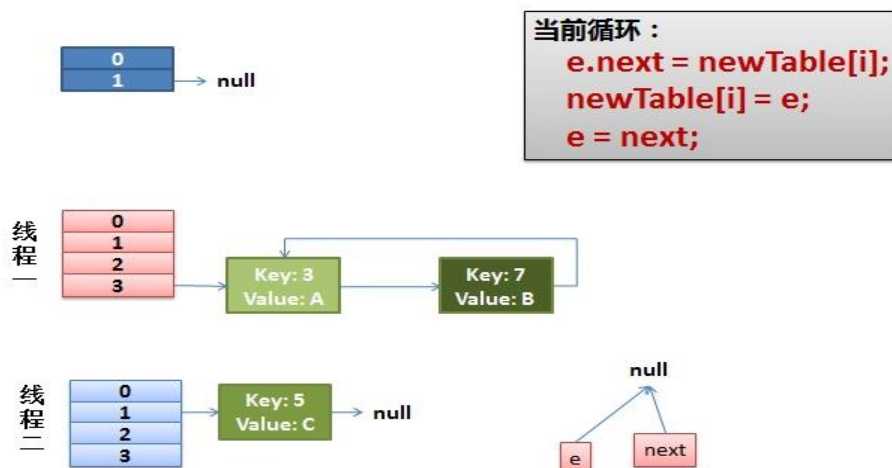 当前循环：
e.next = newTable[i];
newTable[i] = e;
e = next;
0
1
null
线程一
0
1
2
3
Key: 3
Value: A
Key: 7
Value: B
线程二
0
1
2
3
Key: 5
Value: C
null
null
e
next